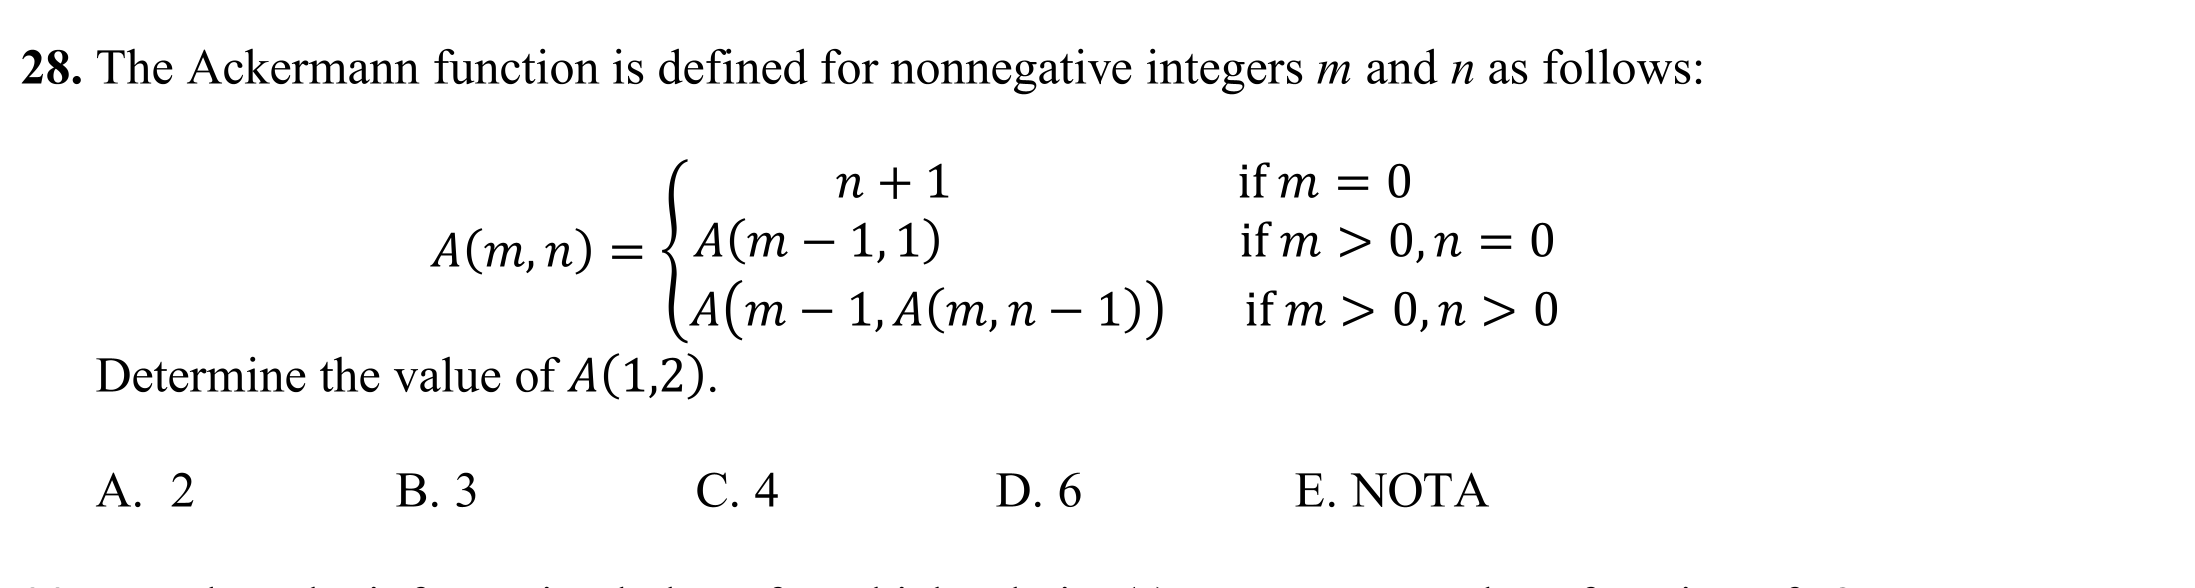 28. The Ackermann function is defined for nonnegative integers m and n as follows:
n + 1 if m = 0
A(m, n) = { A(m − 1, 1) if m > 0, n = 0
A(m − 1, A(m, n − 1)) if m > 0, n > 0
Determine the value of A(1,2).
A. 2 B. 3 C. 4 D. 6 E. NOTA